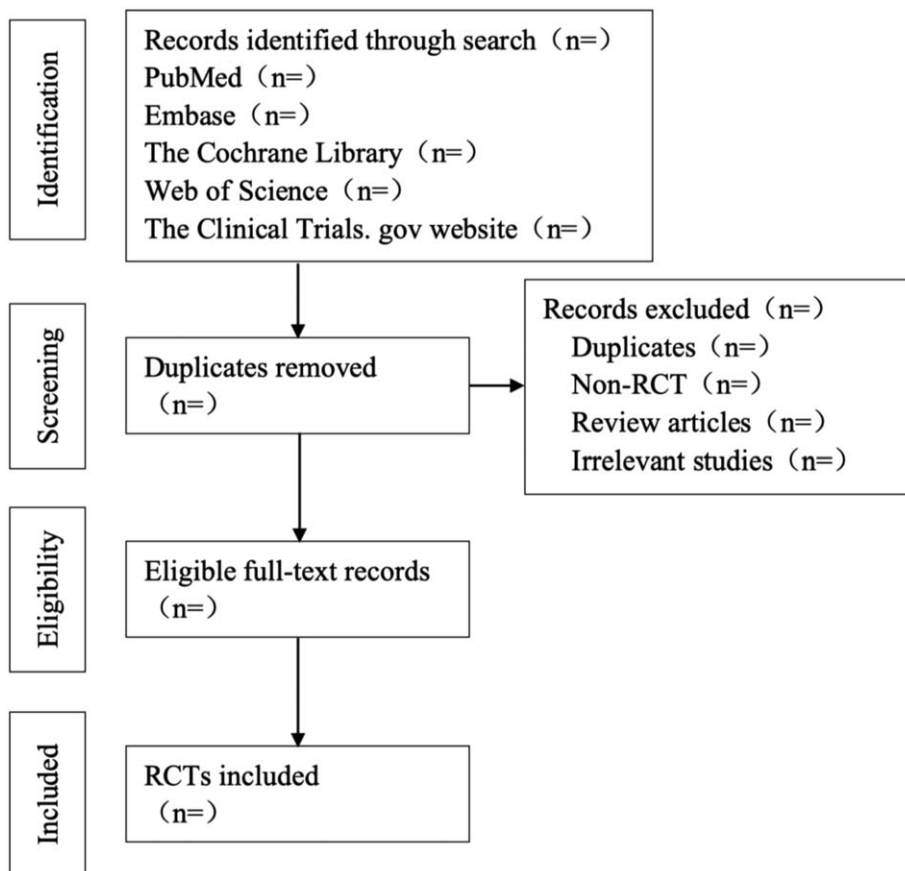 Identification
Records identified through search（n=）
PubMed（n=）
Embase（n=）
The Cochrane Library（n=）
Web of Science（n=）
The Clinical Trials. gov website（n=）
Screening
Duplicates removed
（n=）
Records excluded（n=）
Duplicates（n=）
Non-RCT（n=）
Review articles（n=）
Irrelevant studies（n=）
Eligibility
Eligible full-text records
（n=）
Included
RCTs included
（n=）